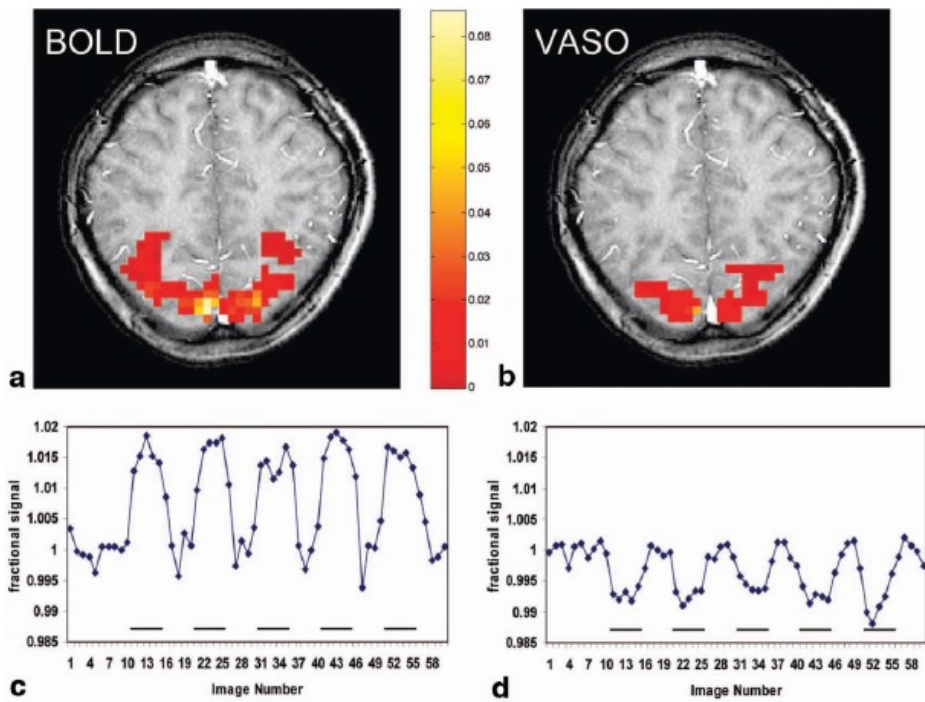 BOLD
VASO
0.08
0.07
0.06
0.05
0.04
0.03
0.02
0.01
0
a
b
1.02
1.015
1.01
1.005
1
0.995
0.99
0.985
fractional signal
1 4 7 10 13 16 19 22 25 28 31 34 37 40 43 46 49 52 55 58
Image Number
c
1.02
1.015
1.01
1.005
1
0.995
0.99
0.985
fractional signal
1 4 7 10 13 16 19 22 25 28 31 34 37 40 43 46 49 52 55 58
Image Number
d